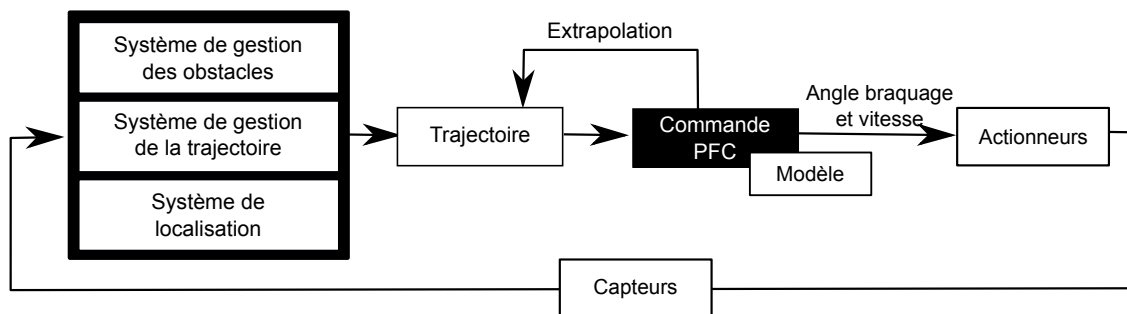 Système de gestion
des obstacles
Système de gestion
de la trajectoire
Système de
localisation
Extrapolation
Trajectoire
Commande
PFC
Modèle
Angle braquage
et vitesse
Actionneurs
Capteurs